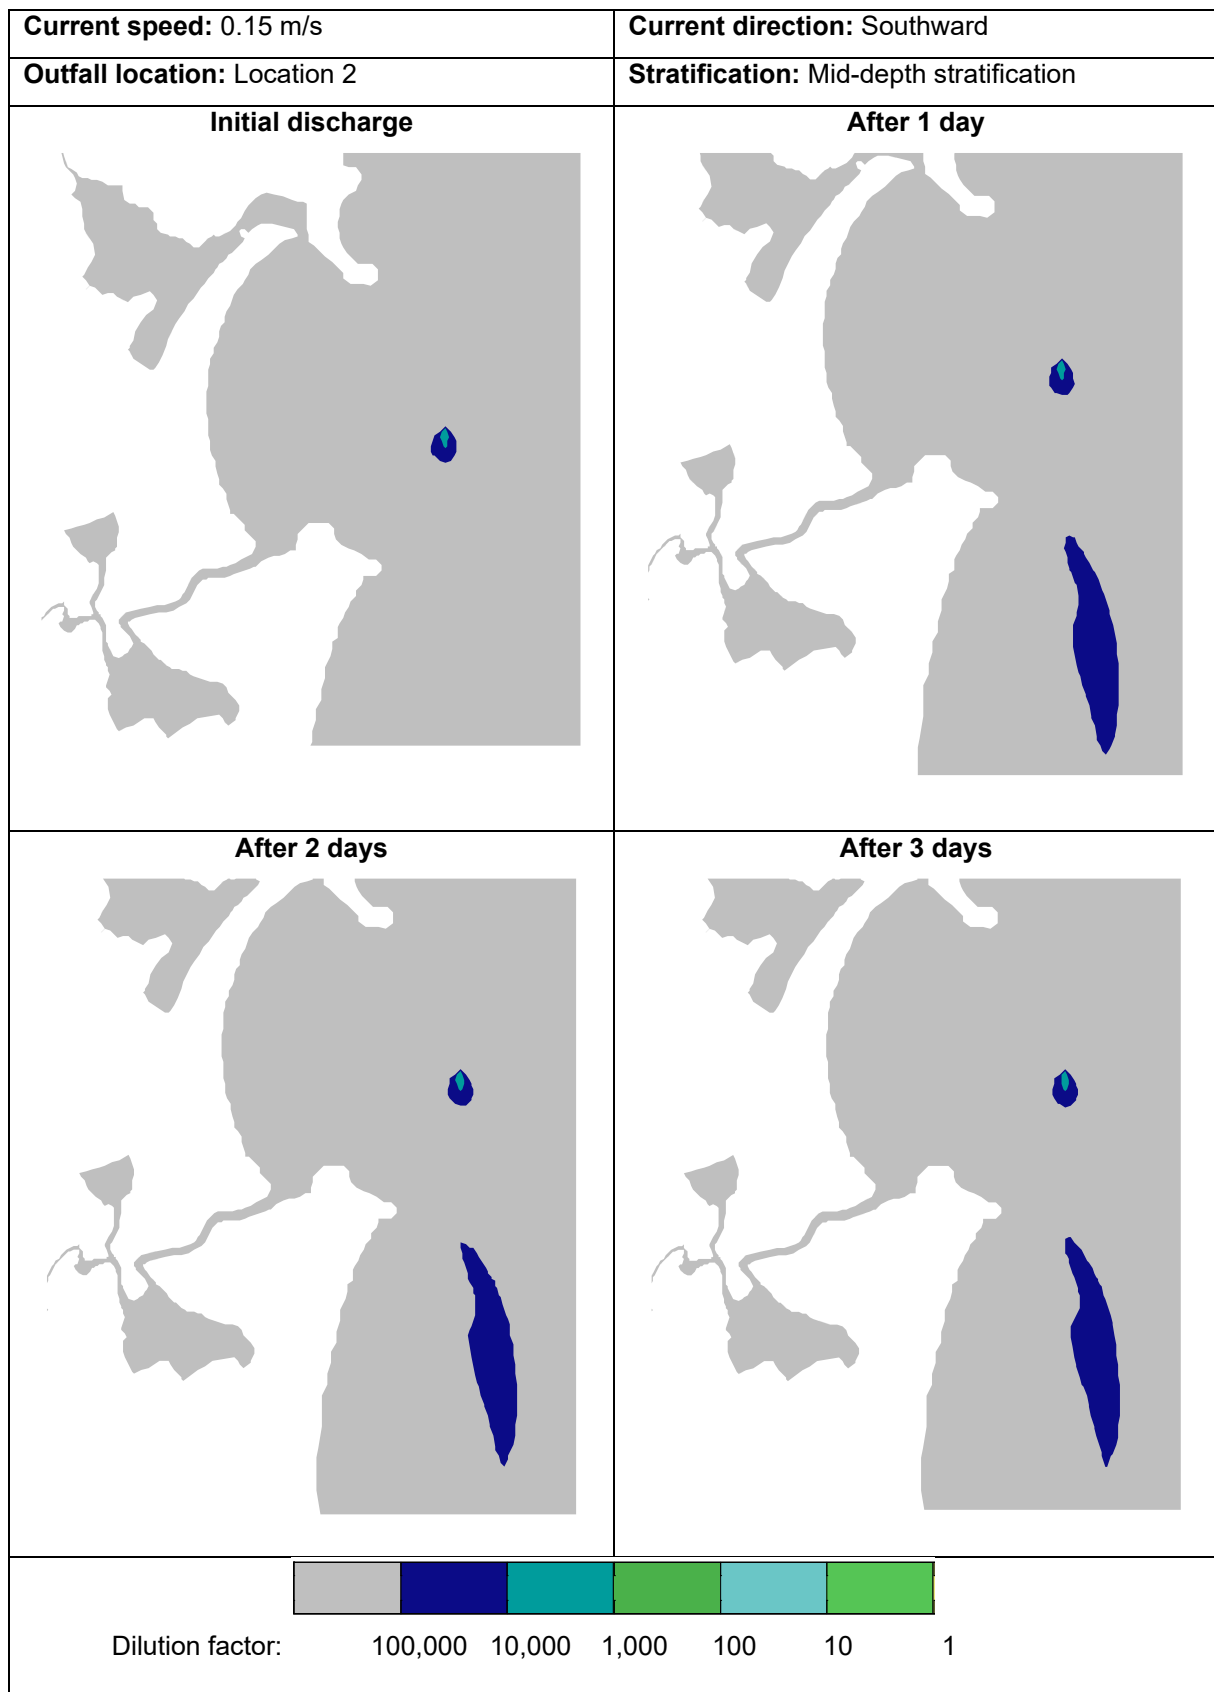 Current speed: 0.15 m/s
Current direction: Southward
Outfall location: Location 2
Stratification: Mid-depth stratification
Initial discharge
After 1 day
After 2 days
After 3 days
Dilution factor: 100,000 10,000 1,000 100 10 1